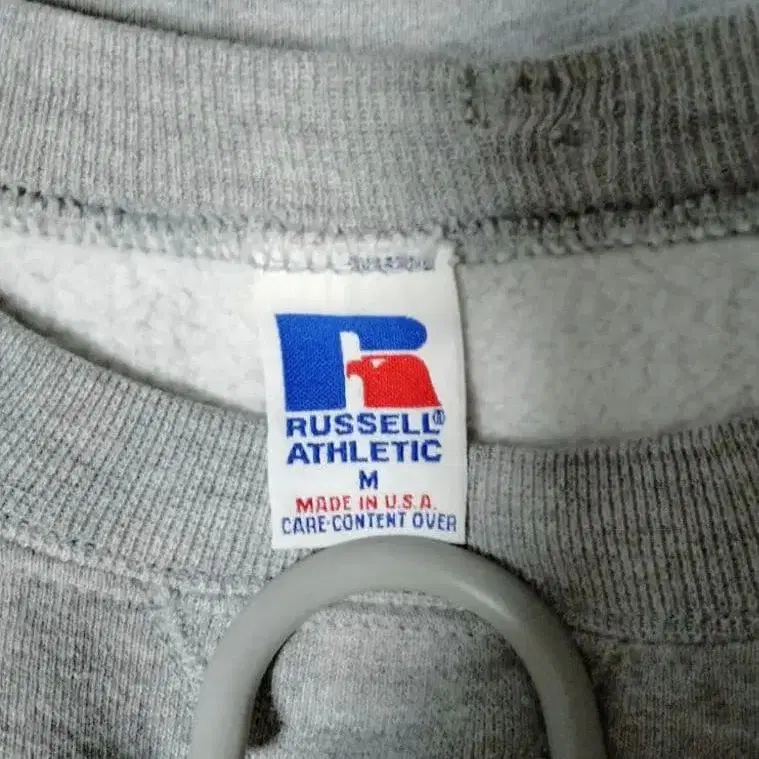 RUSSELL®
ATHLETIC
M
MADE IN U.S.A.
CARE-CONTENT OVER